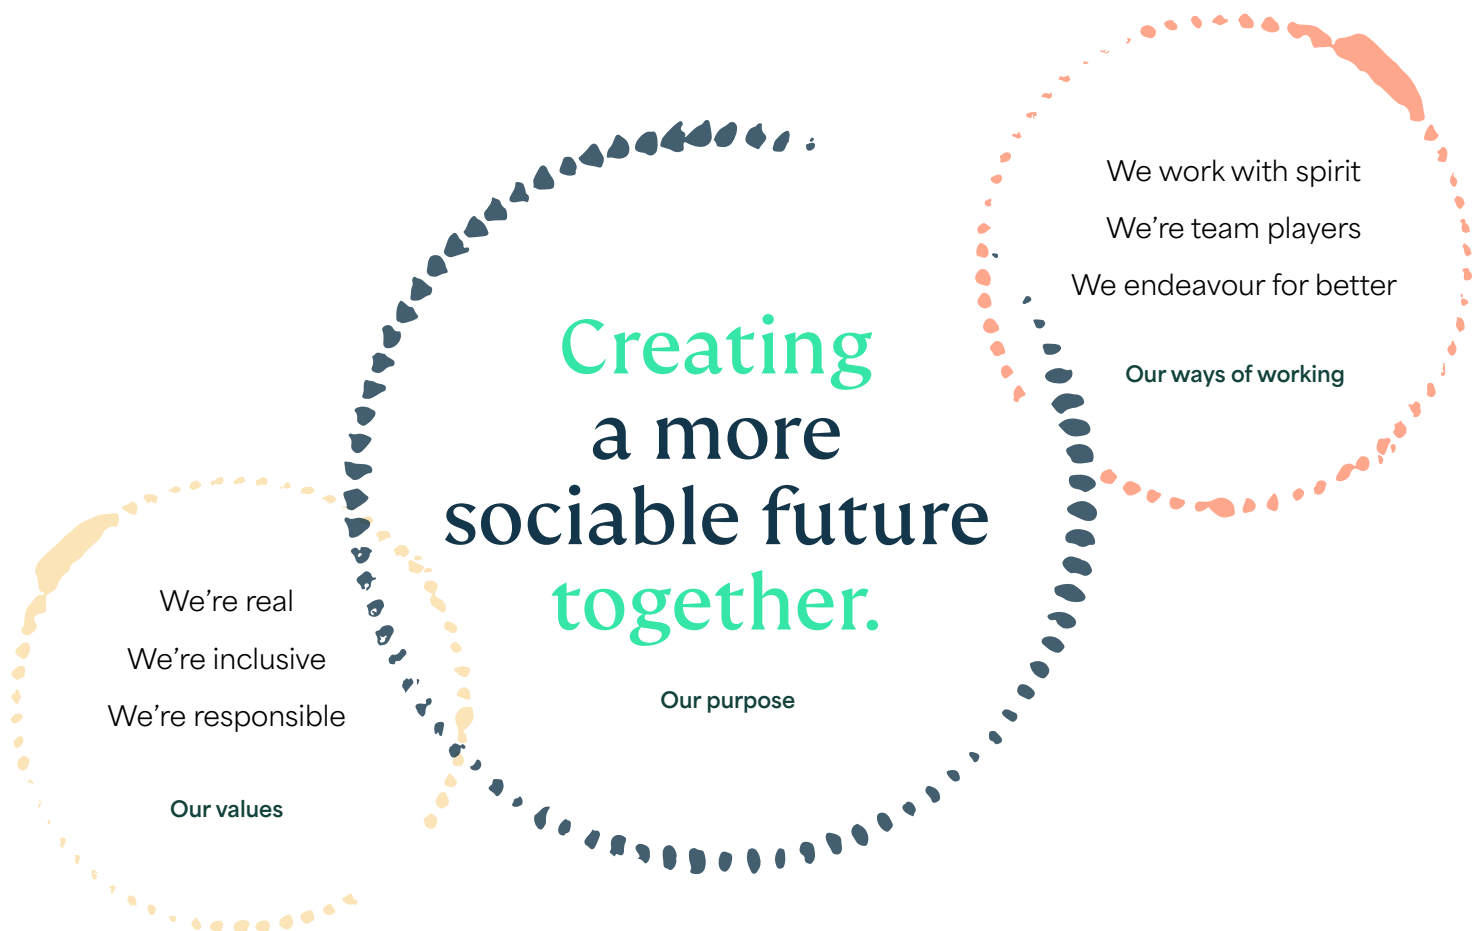 We work with spirit
We’re team players
We endeavour for better
Our ways of working
Creating
a more
sociable future
together.
Our purpose
We’re real
We’re inclusive
We’re responsible
Our values